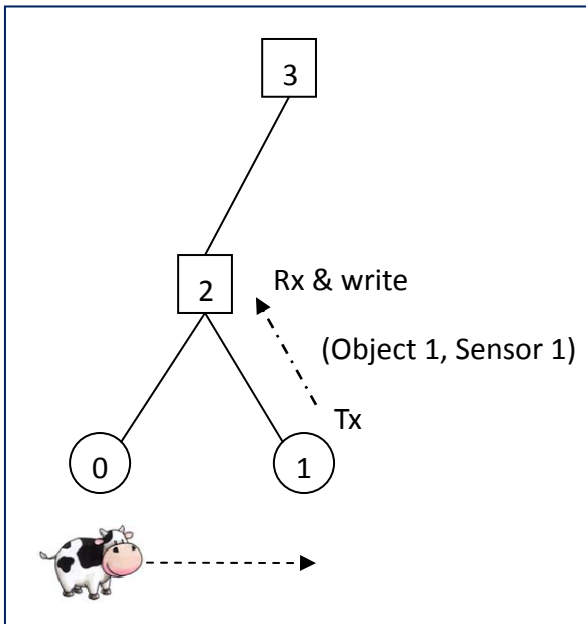 3
2
Rx & write
(Object 1, Sensor 1)
Tx
0
1